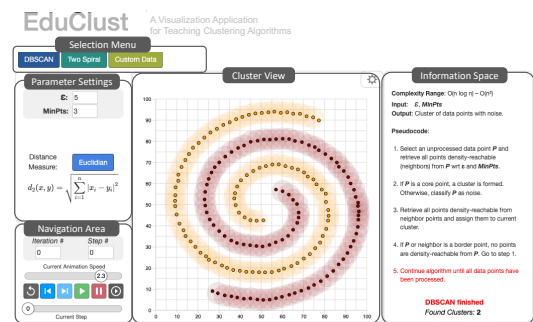 EduClust
A Visualization Application
for Teaching Clustering Algorithms
Selection Menu
DBSCAN
Two Spiral
Custom Data
Parameter Settings
ε: 5
MinPts: 3
Distance
Measure:
Euclidian
d₂(x, y) = √∑ⁿᵢ₌₁ |xᵢ − yᵢ|²
Navigation Area
Iteration #
Step #
0
0
Current Animation Speed
2.3
0
Current Step
Cluster View
100
90
80
70
60
50
40
30
20
10
0
0 10 20 30 40 50 60 70 80 90 100
Information Space
Complexity Range: O(n log n) – O(n²)
Input: ε, MinPts
Output: Cluster of data points with noise.
Pseudocode:
1. Select an unprocessed data point P and
retrieve all points density-reachable
(neighbors) from P wrt ε and MinPts.
2. If P is a core point, a cluster is formed.
Otherwise, classify P as noise.
3. Retrieve all points density-reachable from
neighbor points and assign them to current
cluster.
4. If P or neighbor is a border point, no points
are density-reachable from P. Go to step 1.
5. Continue algorithm until all data points have
been processed.
DBSCAN finished
Found Clusters: 2